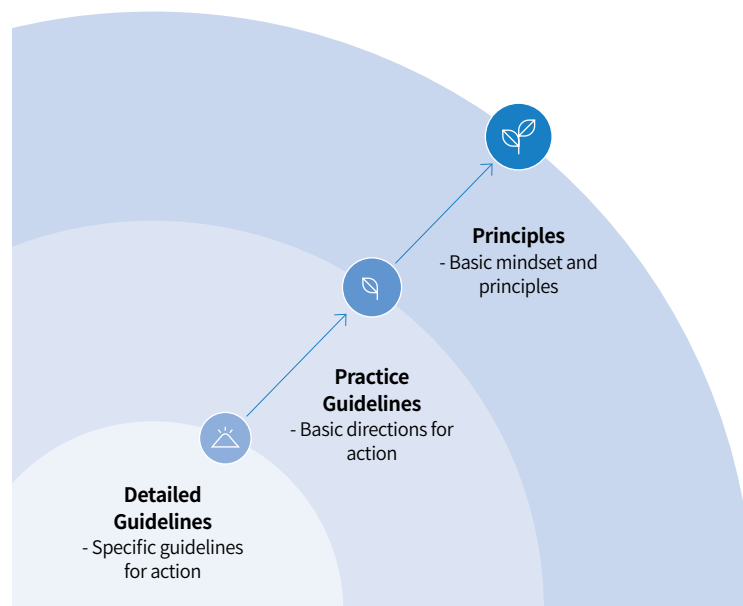 Principles
- Basic mindset and
principles
Practice
Guidelines
- Basic directions for
action
Detailed
Guidelines
- Specific guidelines
for action